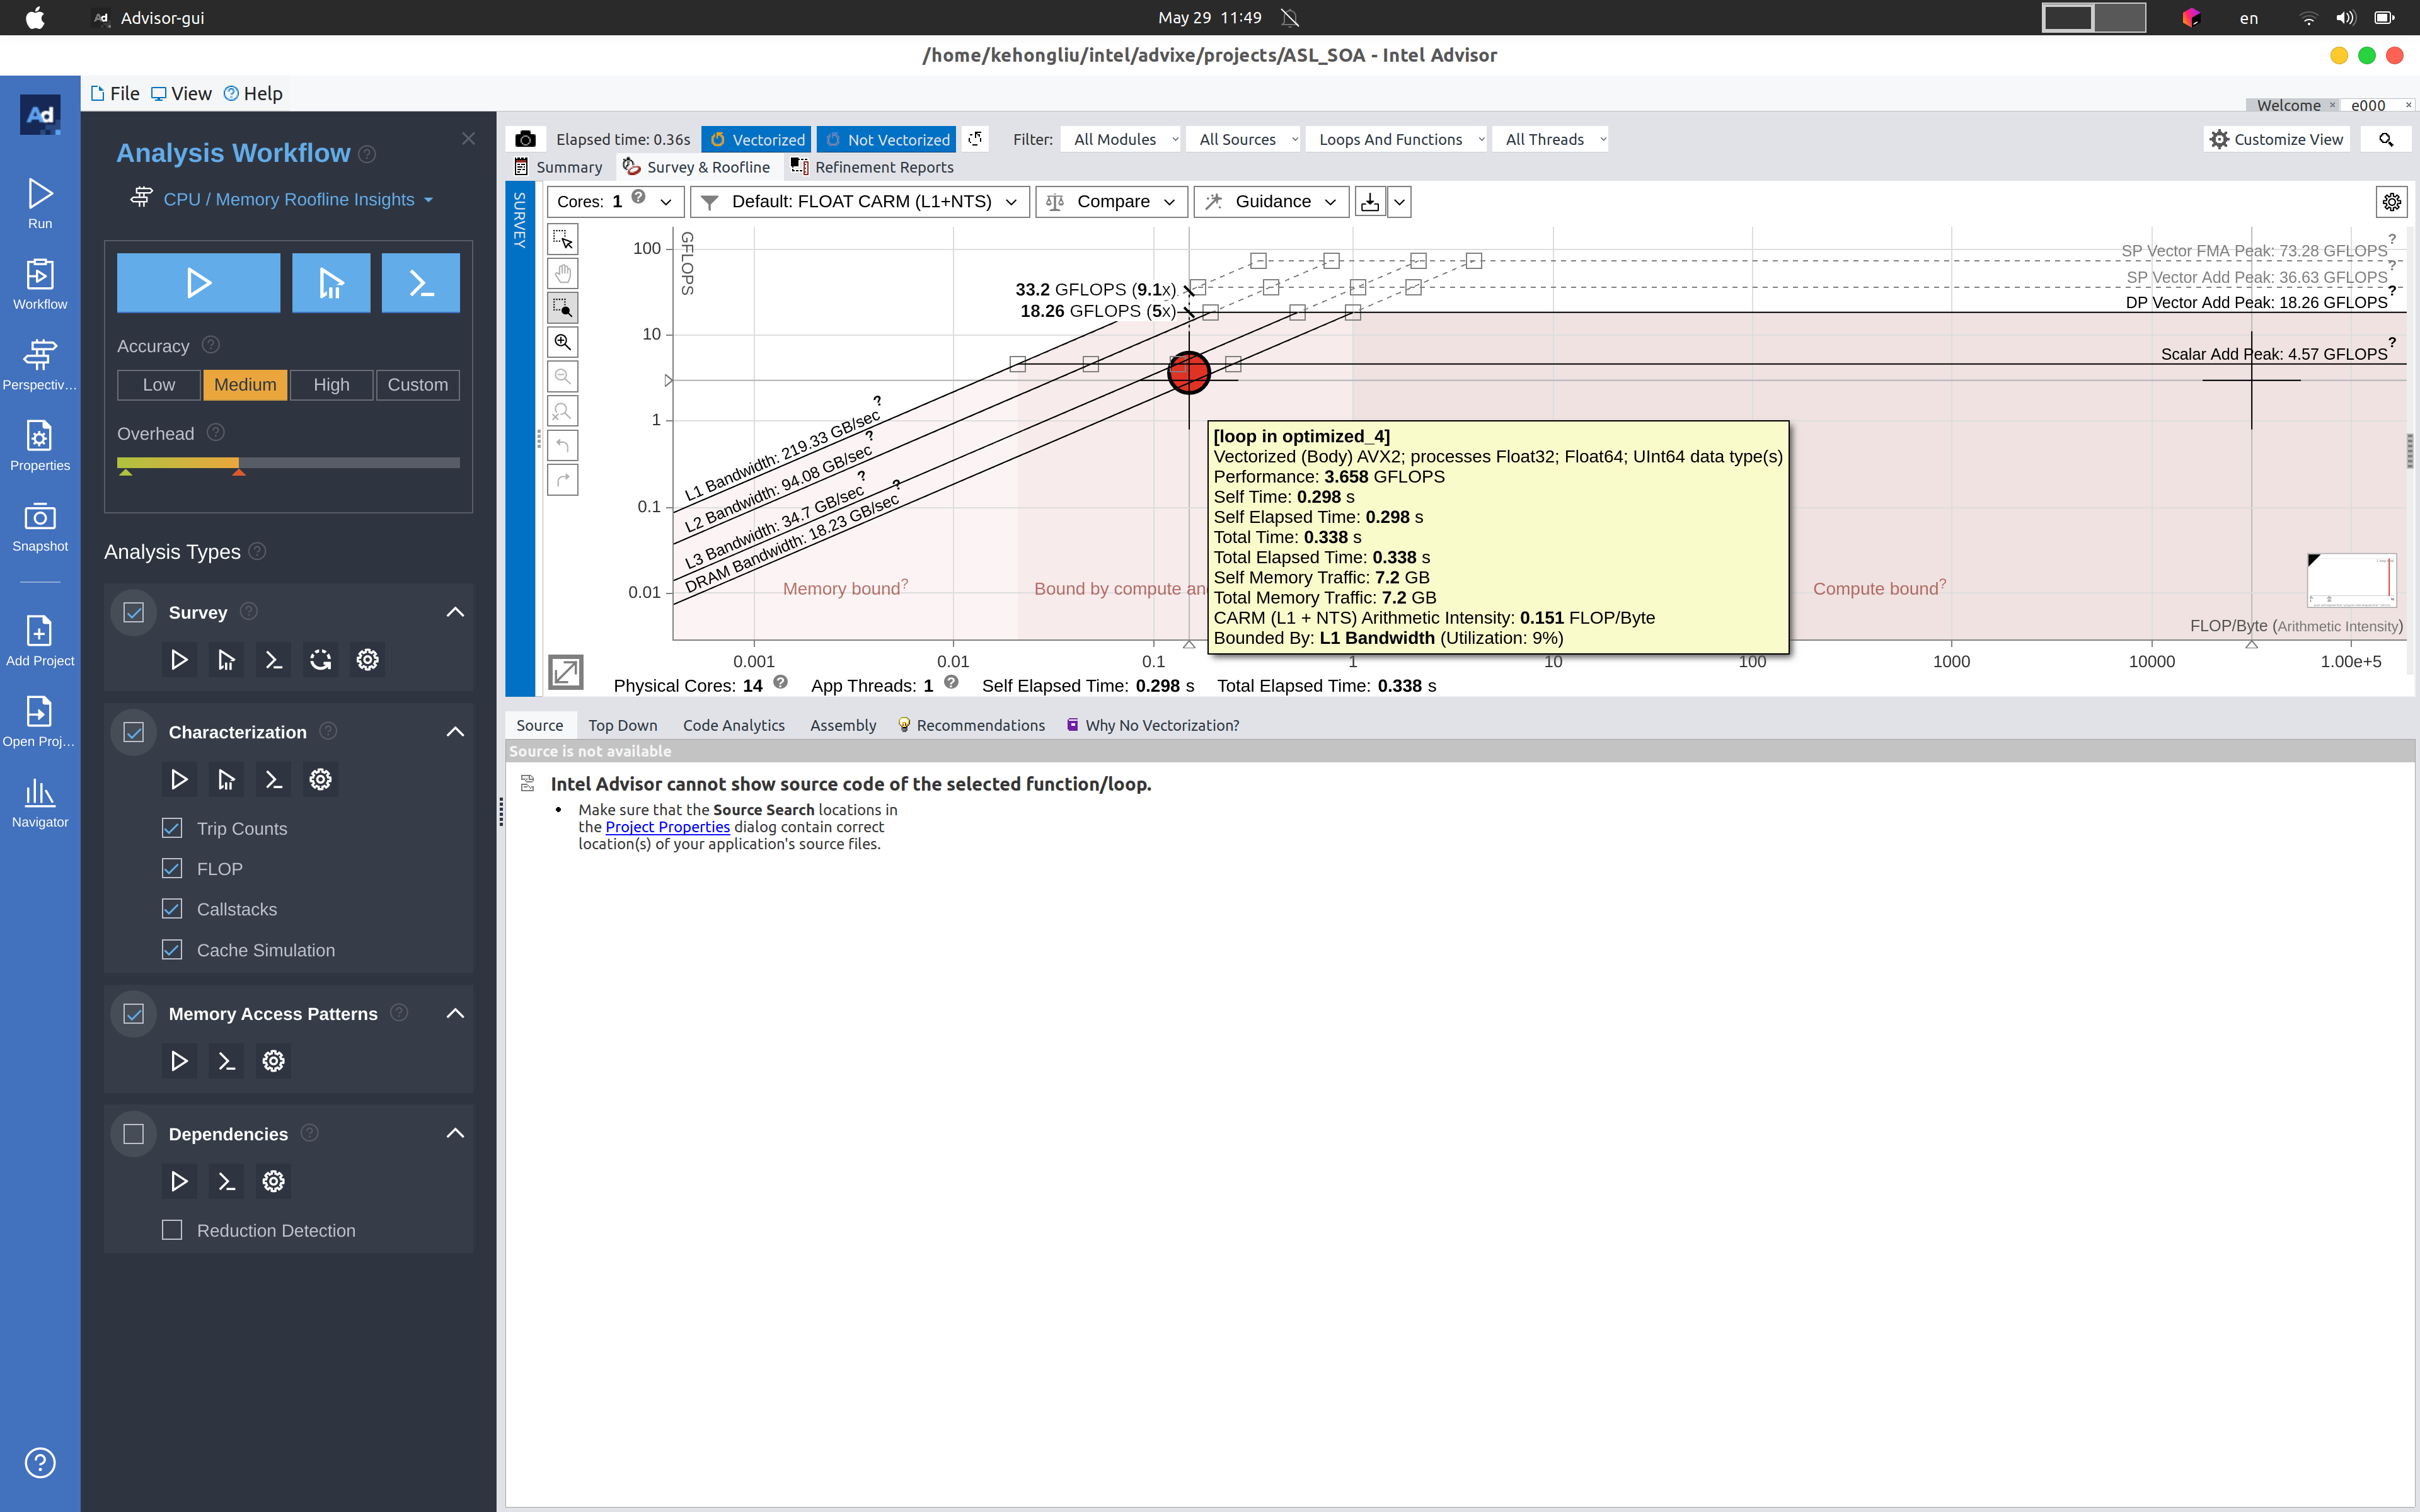 Advisor-gui
May 29 11:49
en
/home/kehongliu/intel/advixe/projects/ASL_SOA - Intel Advisor
Ad
File View Help
Welcome × e000 ×
Run
Workflow
Perspectiv...
Properties
Snapshot
Add Project
Open Proj...
Navigator
Analysis Workflow
CPU / Memory Roofline Insights
Accuracy
Low Medium High Custom
Overhead
Analysis Types
Survey
Characterization
Trip Counts
FLOP
Callstacks
Cache Simulation
Memory Access Patterns
Dependencies
Reduction Detection
Elapsed time: 0.36s Vectorized Not Vectorized Filter: All Modules All Sources Loops And Functions All Threads Customize View
Summary Survey & Roofline Refinement Reports
SURVEY
Cores: 1 Default: FLOAT CARM (L1+NTS) Compare Guidance
GFLOPS
100
10
1
0.1
0.01
SP Vector FMA Peak: 73.28 GFLOPS?
SP Vector Add Peak: 36.63 GFLOPS?
DP Vector Add Peak: 18.26 GFLOPS?
Scalar Add Peak: 4.57 GFLOPS?
33.2 GFLOPS (9.1x)
18.26 GFLOPS (5x)
L1 Bandwidth: 219.33 GB/sec?
L2 Bandwidth: 94.08 GB/sec?
L3 Bandwidth: 34.7 GB/sec?
DRAM Bandwidth: 18.23 GB/sec?
Memory bound?
Bound by compute an
Compute bound?
[loop in optimized_4]
Vectorized (Body) AVX2; processes Float32; Float64; UInt64 data type(s)
Performance: 3.658 GFLOPS
Self Time: 0.298 s
Self Elapsed Time: 0.298 s
Total Time: 0.338 s
Total Elapsed Time: 0.338 s
Self Memory Traffic: 7.2 GB
Total Memory Traffic: 7.2 GB
CARM (L1 + NTS) Arithmetic Intensity: 0.151 FLOP/Byte
Bounded By: L1 Bandwidth (Utilization: 9%)
FLOP/Byte (Arithmetic Intensity)
0.001 0.01 0.1 1 10 100 1000 10000 1.00e+5
Physical Cores: 14 App Threads: 1 Self Elapsed Time: 0.298 s Total Elapsed Time: 0.338 s
Source Top Down Code Analytics Assembly Recommendations Why No Vectorization?
Source is not available
Intel Advisor cannot show source code of the selected function/loop.
• Make sure that the Source Search locations in
the Project Properties dialog contain correct
location(s) of your application's source files.